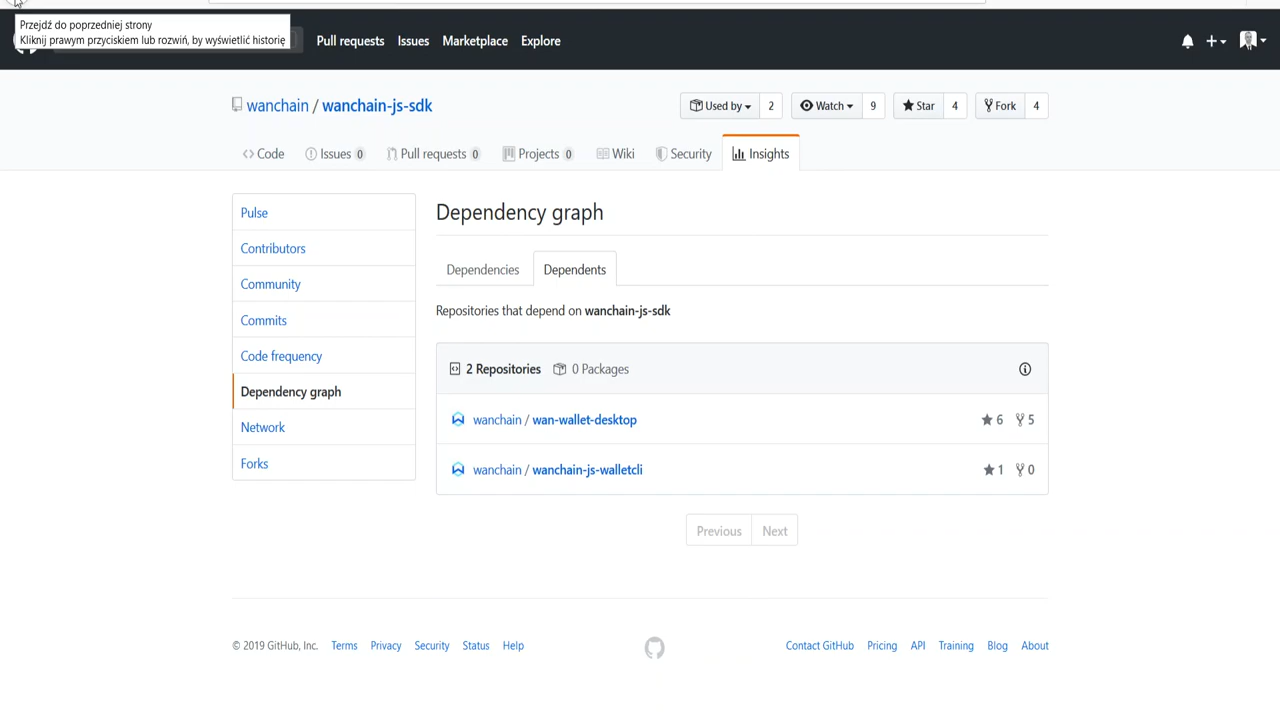 Przejdź do poprzedniej strony
Kliknij prawym przyciskiem lub rozwiń, by wyświetlić historię
Pull requests Issues Marketplace Explore
wanchain / wanchain-js-sdk
Used by 2 Watch 9 Star 4 Fork 4
Code Issues 0 Pull requests 0 Projects 0 Wiki Security Insights
Pulse
Contributors
Community
Commits
Code frequency
Dependency graph
Network
Forks
Dependency graph
Dependencies Dependents
Repositories that depend on wanchain-js-sdk
2 Repositories 0 Packages
wanchain / wan-wallet-desktop 6 5
wanchain / wanchain-js-walletcli 1 0
Previous Next
© 2019 GitHub, Inc. Terms Privacy Security Status Help Contact GitHub Pricing API Training Blog About